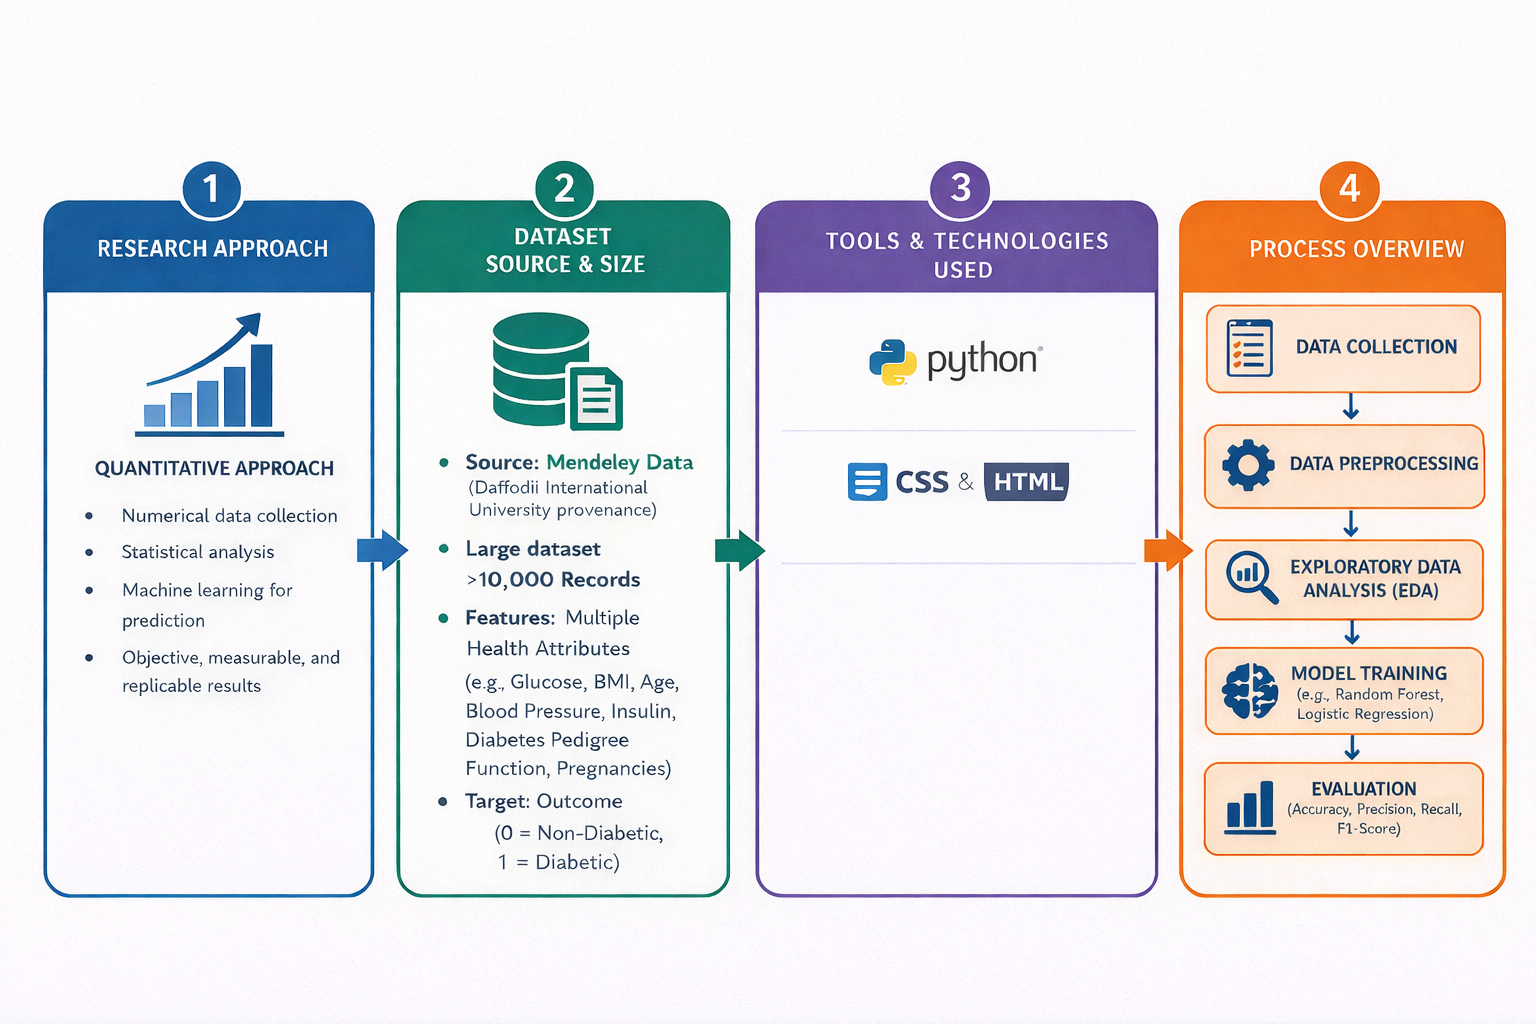 1
RESEARCH APPROACH
QUANTITATIVE APPROACH
• Numerical data collection
• Statistical analysis
• Machine learning for
prediction
• Objective, measurable, and
replicable results
2
DATASET
SOURCE & SIZE
• Source: Mendeley Data
(Daffodii International
University provenance)
• Large dataset
>10,000 Records
• Features: Multiple
Health Attributes
(e.g., Glucose, BMI, Age,
Blood Pressure, Insulin,
Diabetes Pedigree
Function, Pregnancies)
• Target: Outcome
(0 = Non-Diabetic,
1 = Diabetic)
3
TOOLS & TECHNOLOGIES
USED
python
CSS & HTML
4
PROCESS OVERVIEW
DATA COLLECTION
DATA PREPROCESSING
EXPLORATORY DATA
ANALYSIS (EDA)
MODEL TRAINING
(e.g., Random Forest,
Logistic Regression)
EVALUATION
(Accuracy, Precision, Recall,
F1-Score)